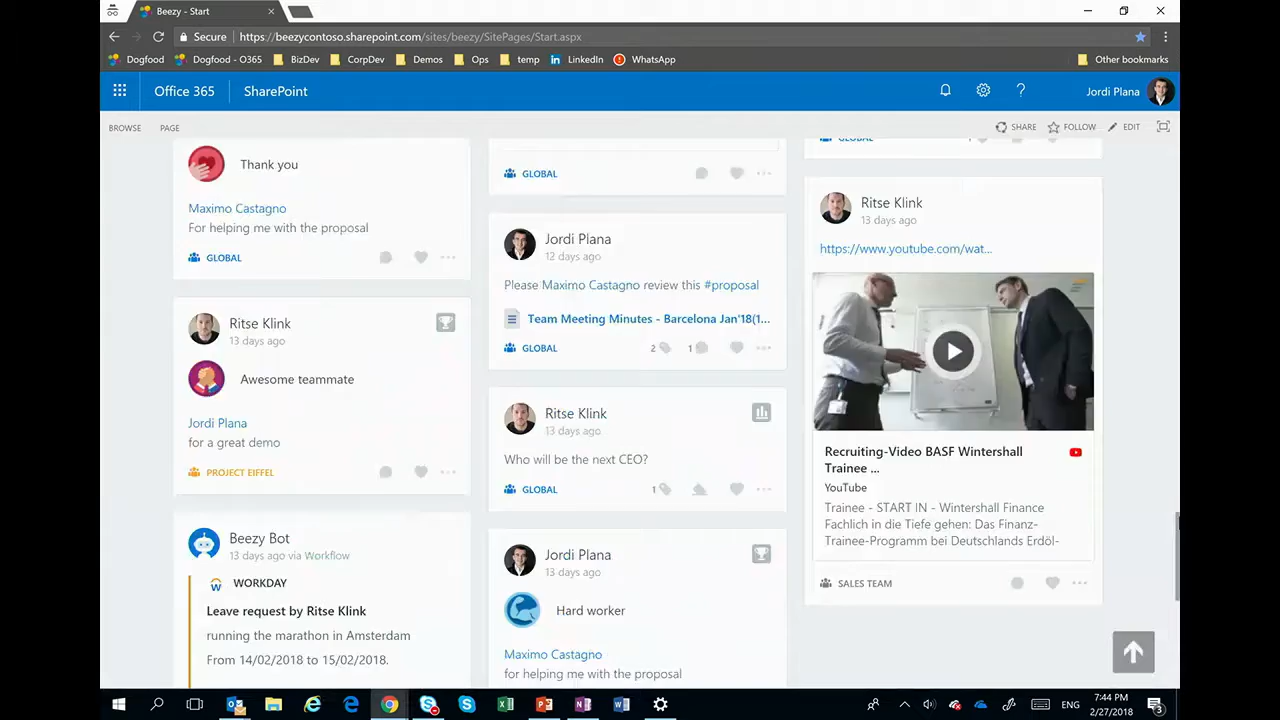 Beezy - Start
Secure
https://beezycontoso.sharepoint.com/sites/beezy/SitePages/Start.aspx
Dogfood
Dogfood - O365
BizDev
CorpDev
Demos
Ops
temp
LinkedIn
WhatsApp
Other bookmarks
Office 365
SharePoint
Jordi Plana
BROWSE
PAGE
SHARE
FOLLOW
EDIT
Thank you
Maximo Castagno
For helping me with the proposal
GLOBAL
Ritse Klink
13 days ago
Awesome teammate
Jordi Plana
for a great demo
PROJECT EIFFEL
Beezy Bot
13 days ago via Workflow
WORKDAY
Leave request by Ritse Klink
running the marathon in Amsterdam
From 14/02/2018 to 15/02/2018.
GLOBAL
Jordi Plana
12 days ago
Please Maximo Castagno review this #proposal
Team Meeting Minutes - Barcelona Jan'18(1...
GLOBAL
2
1
Ritse Klink
13 days ago
Who will be the next CEO?
GLOBAL
1
Jordi Plana
13 days ago
Hard worker
Maximo Castagno
for helping me with the proposal
GLOBAL
1
Ritse Klink
13 days ago
https://www.youtube.com/wat...
Recruiting-Video BASF Wintershall
Trainee ...
YouTube
Trainee - START IN - Wintershall Finance
Fachlich in die Tiefe gehen: Das Finanz-
Trainee-Programm bei Deutschlands Erdöl-
SALES TEAM
ENG
7:44 PM
2/27/2018
3